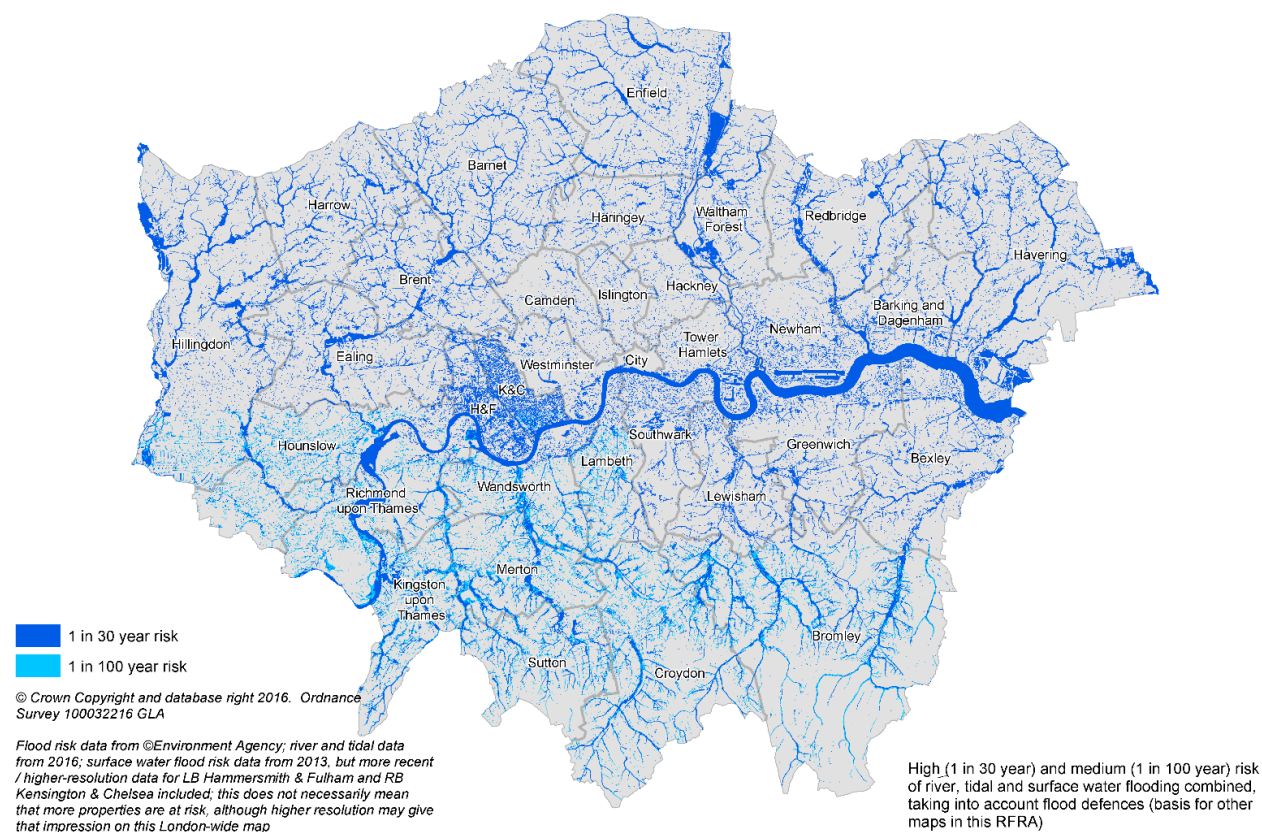 Enfield
Barnet
Harrow
Haringey
Waltham
Forest
Redbridge
Havering
Brent
Camden
Islington
Hackney
Barking and
Dagenham
Hillingdon
Ealing
Westminster
City
Tower
Hamlets
Newham
K&C
H&F
Hounslow
Southwark
Greenwich
Lambeth
Bexley
Richmond
upon Thames
Wandsworth
Lewisham
Merton
Kingston
upon
Thames
Bromley
Sutton
Croydon
1 in 30 year risk
1 in 100 year risk
© Crown Copyright and database right 2016. Ordnance
Survey 100032216 GLA
Flood risk data from ©Environment Agency; river and tidal data
from 2016; surface water flood risk data from 2013, but more recent
/ higher-resolution data for LB Hammersmith & Fulham and RB
Kensington & Chelsea included; this does not necessarily mean
that more properties are at risk, although higher resolution may give
that impression on this London-wide map
High (1 in 30 year) and medium (1 in 100 year) risk
of river, tidal and surface water flooding combined,
taking into account flood defences (basis for other
maps in this RFRA)